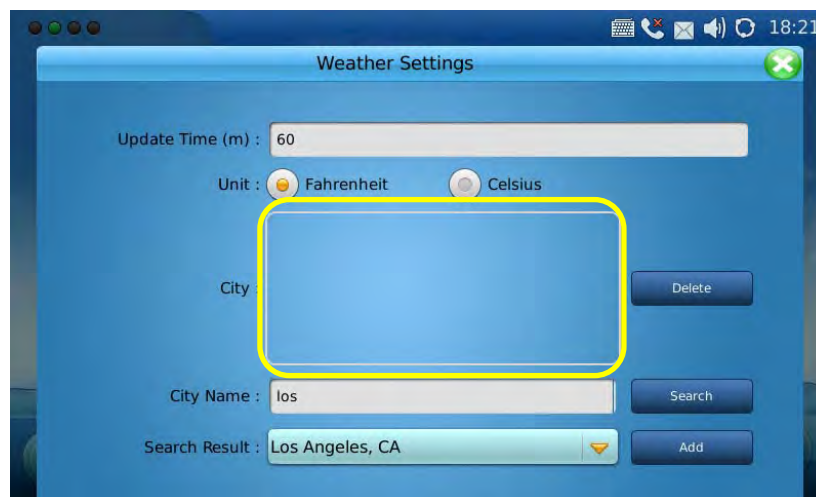 18:21
Weather Settings
Update Time (m) : 60
Unit : Fahrenheit Celsius
City : Delete
City Name : los Search
Search Result : Los Angeles, CA Add